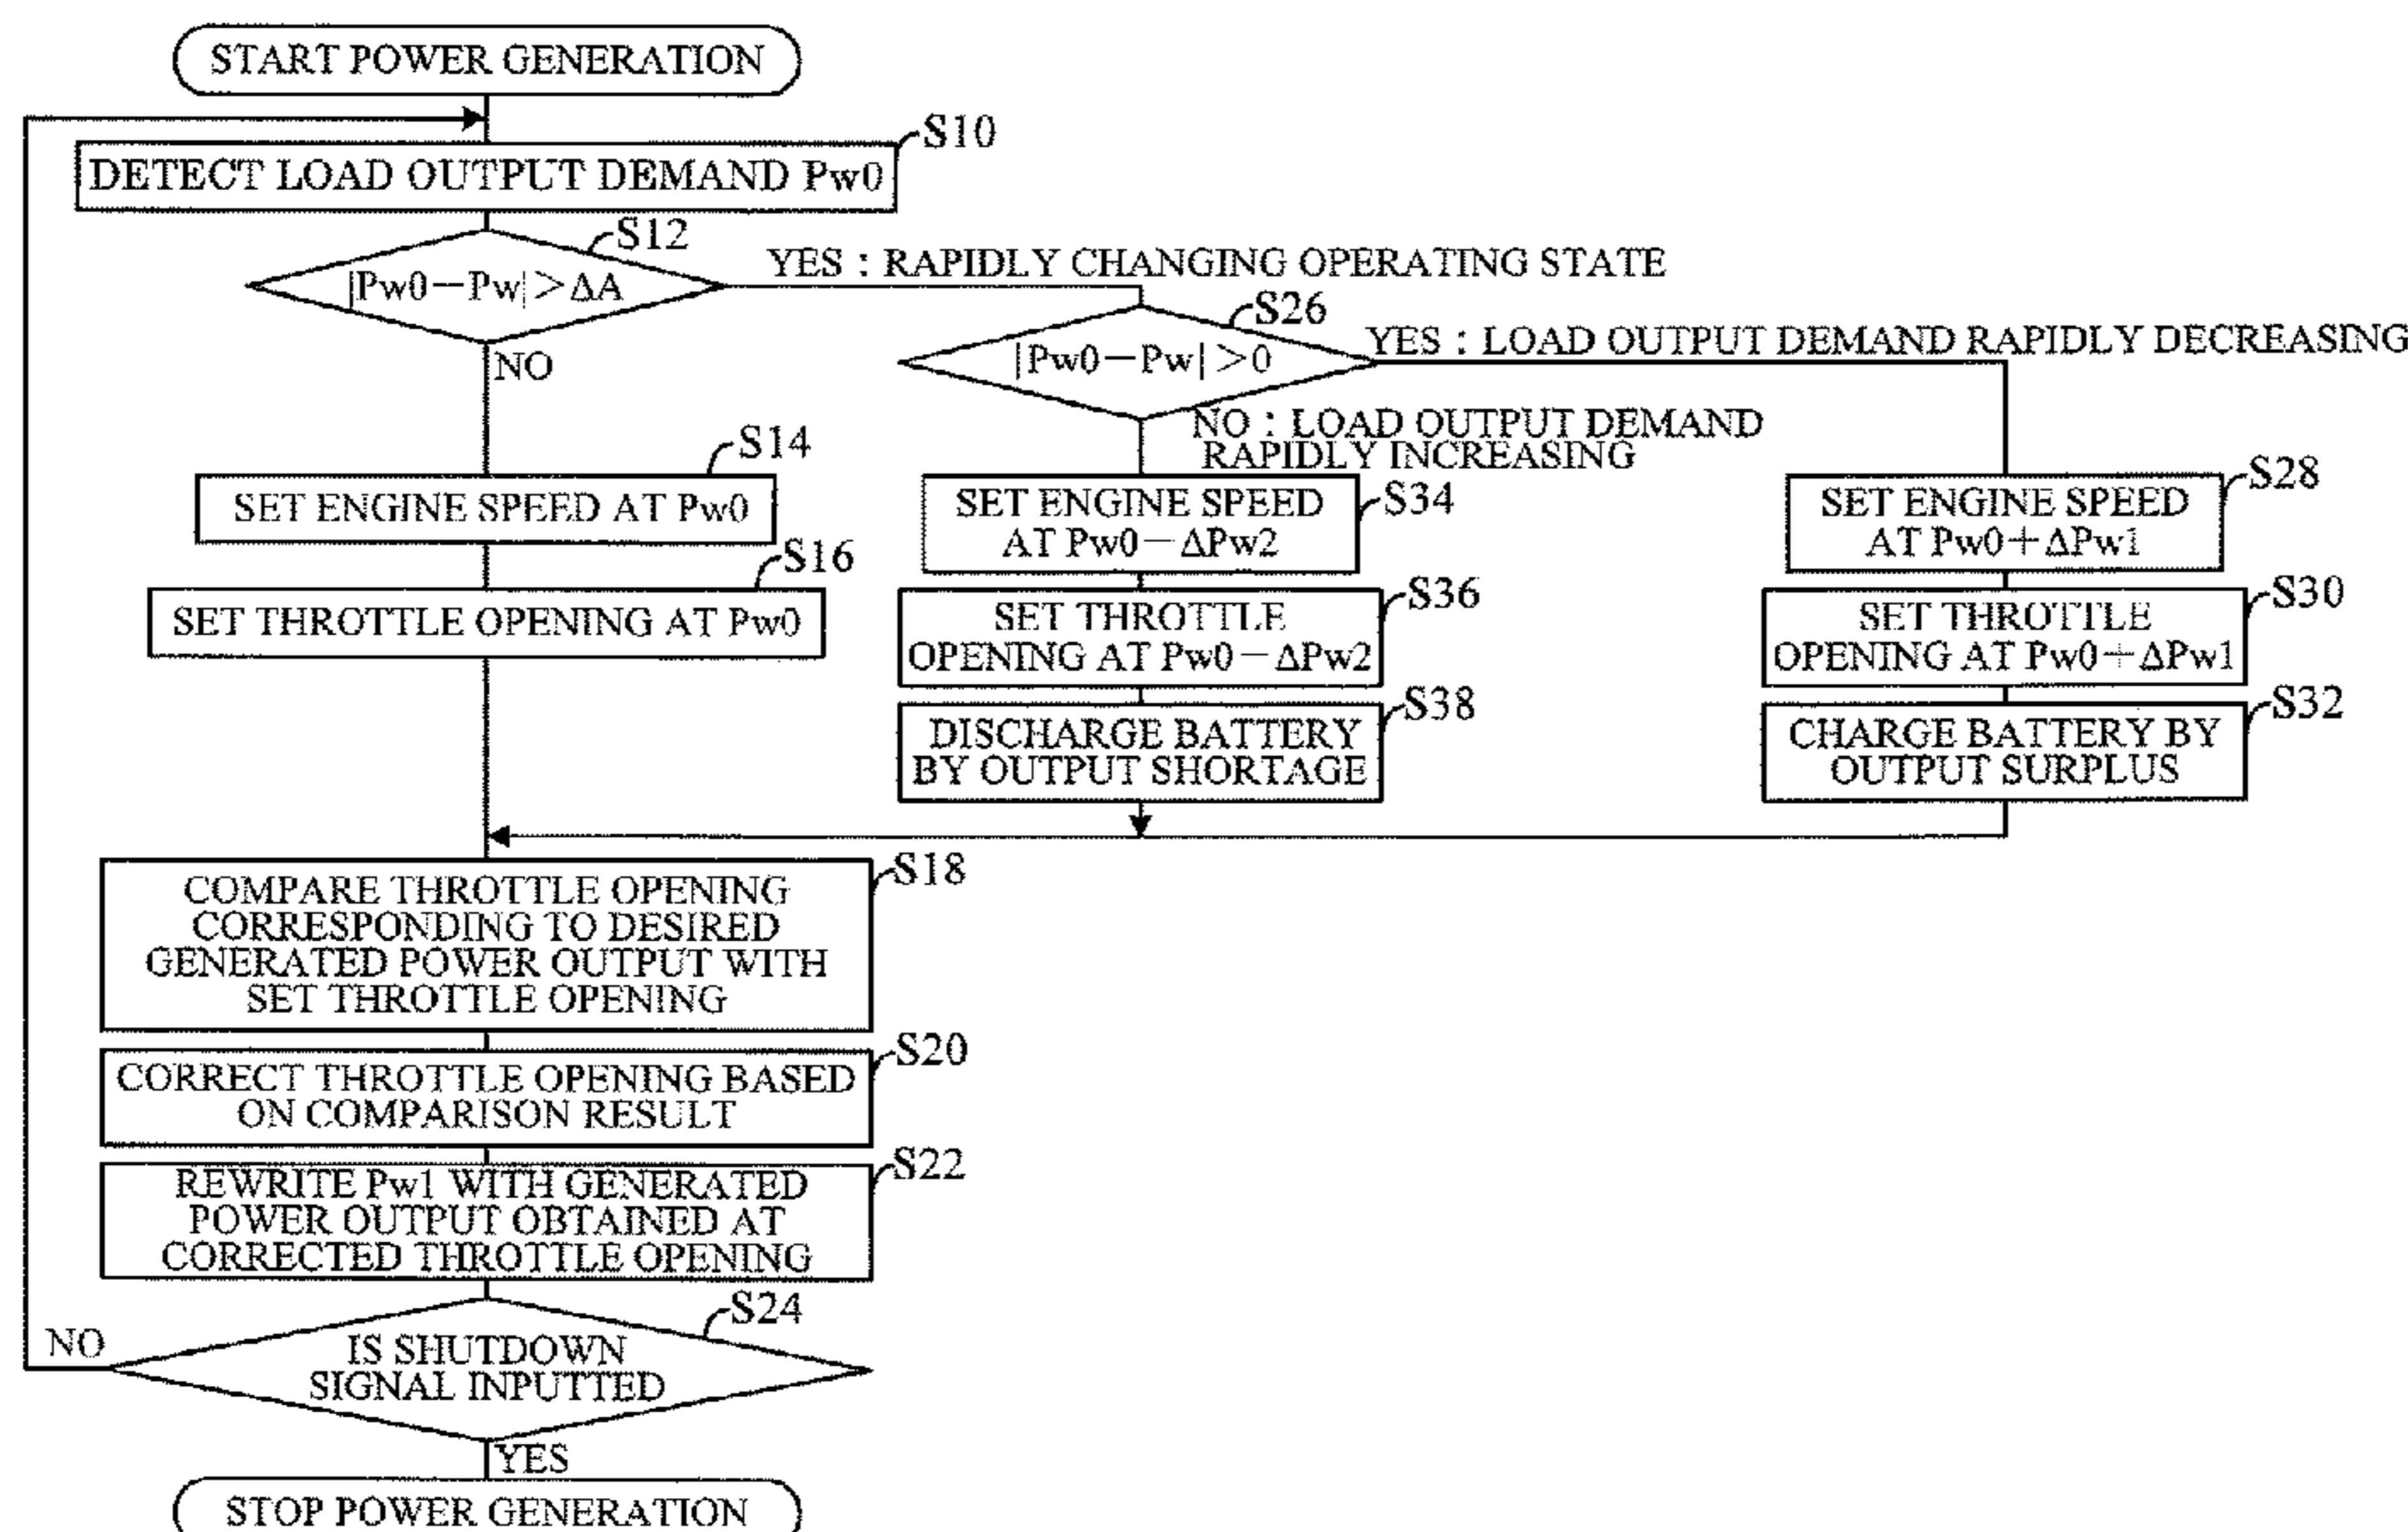 START POWER GENERATION
S10
DETECT LOAD OUTPUT DEMAND Pw0
S12
|Pw0−Pw|>ΔA
YES : RAPIDLY CHANGING OPERATING STATE
NO
S26
|Pw0−Pw|>0
YES : LOAD OUTPUT DEMAND RAPIDLY DECREASING
NO : LOAD OUTPUT DEMAND
RAPIDLY INCREASING
S14
SET ENGINE SPEED AT Pw0
S16
SET THROTTLE OPENING AT Pw0
S34
SET ENGINE SPEED
AT Pw0−ΔPw2
S36
SET THROTTLE
OPENING AT Pw0−ΔPw2
S38
DISCHARGE BATTERY
BY OUTPUT SHORTAGE
S28
SET ENGINE SPEED
AT Pw0+ΔPw1
S30
SET THROTTLE
OPENING AT Pw0+ΔPw1
S32
CHARGE BATTERY BY
OUTPUT SURPLUS
S18
COMPARE THROTTLE OPENING
CORRESPONDING TO DESIRED
GENERATED POWER OUTPUT WITH
SET THROTTLE OPENING
S20
CORRECT THROTTLE OPENING BASED
ON COMPARISON RESULT
S22
REWRITE Pw1 WITH GENERATED
POWER OUTPUT OBTAINED AT
CORRECTED THROTTLE OPENING
S24
IS SHUTDOWN
SIGNAL INPUTTED
NO
YES
STOP POWER GENERATION